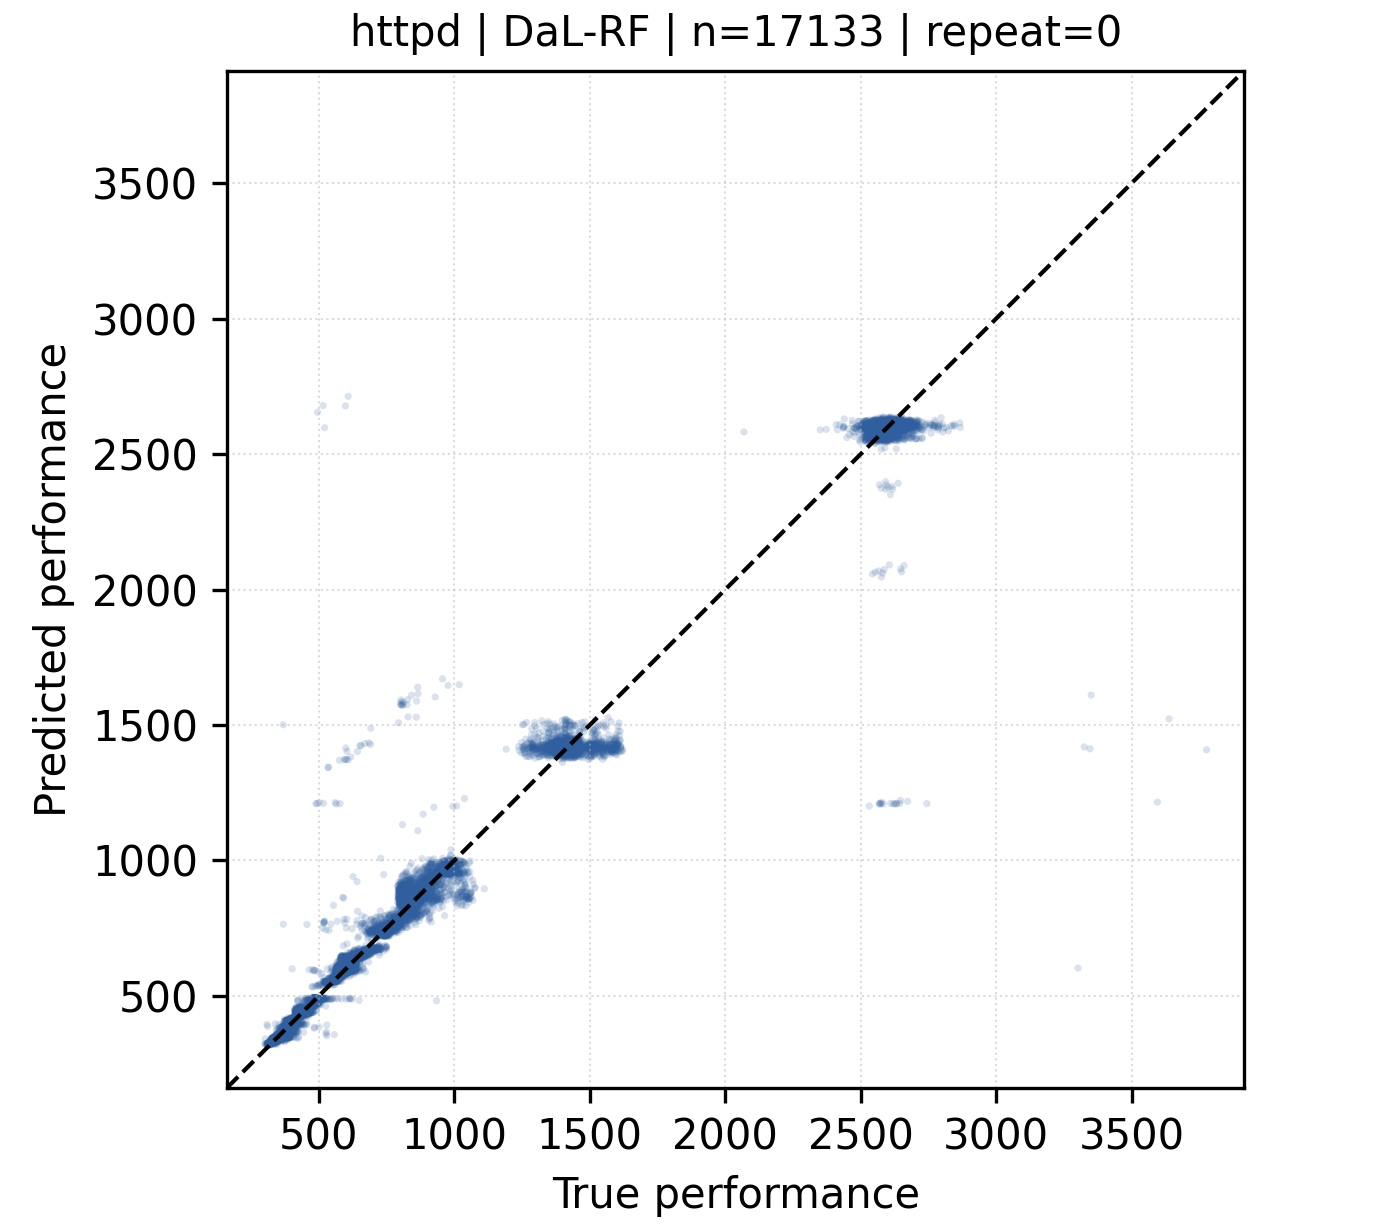 httpd | DaL-RF | n=17133 | repeat=0
3500
3000
2500
2000
1500
1000
500
Predicted performance
500 1000 1500 2000 2500 3000 3500
True performance